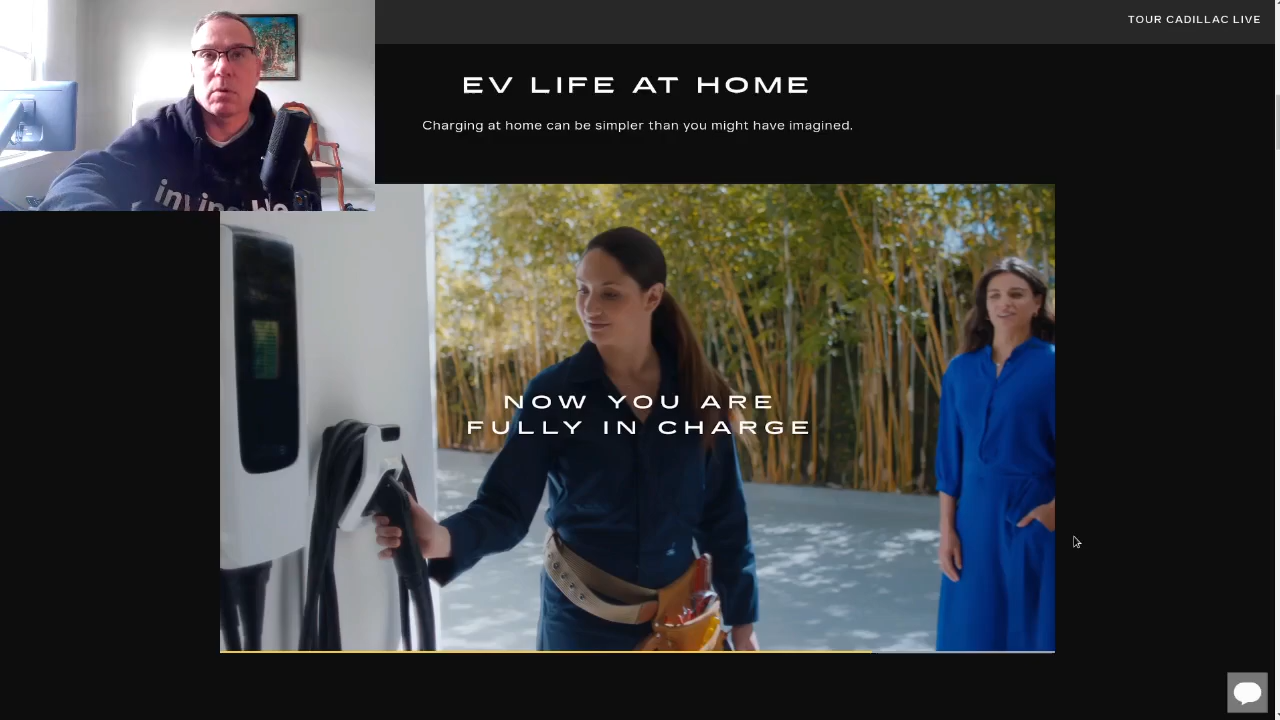 TOUR CADILLAC LIVE
EV LIFE AT HOME
Charging at home can be simpler than you might have imagined.
NOW YOU ARE
FULLY IN CHARGE